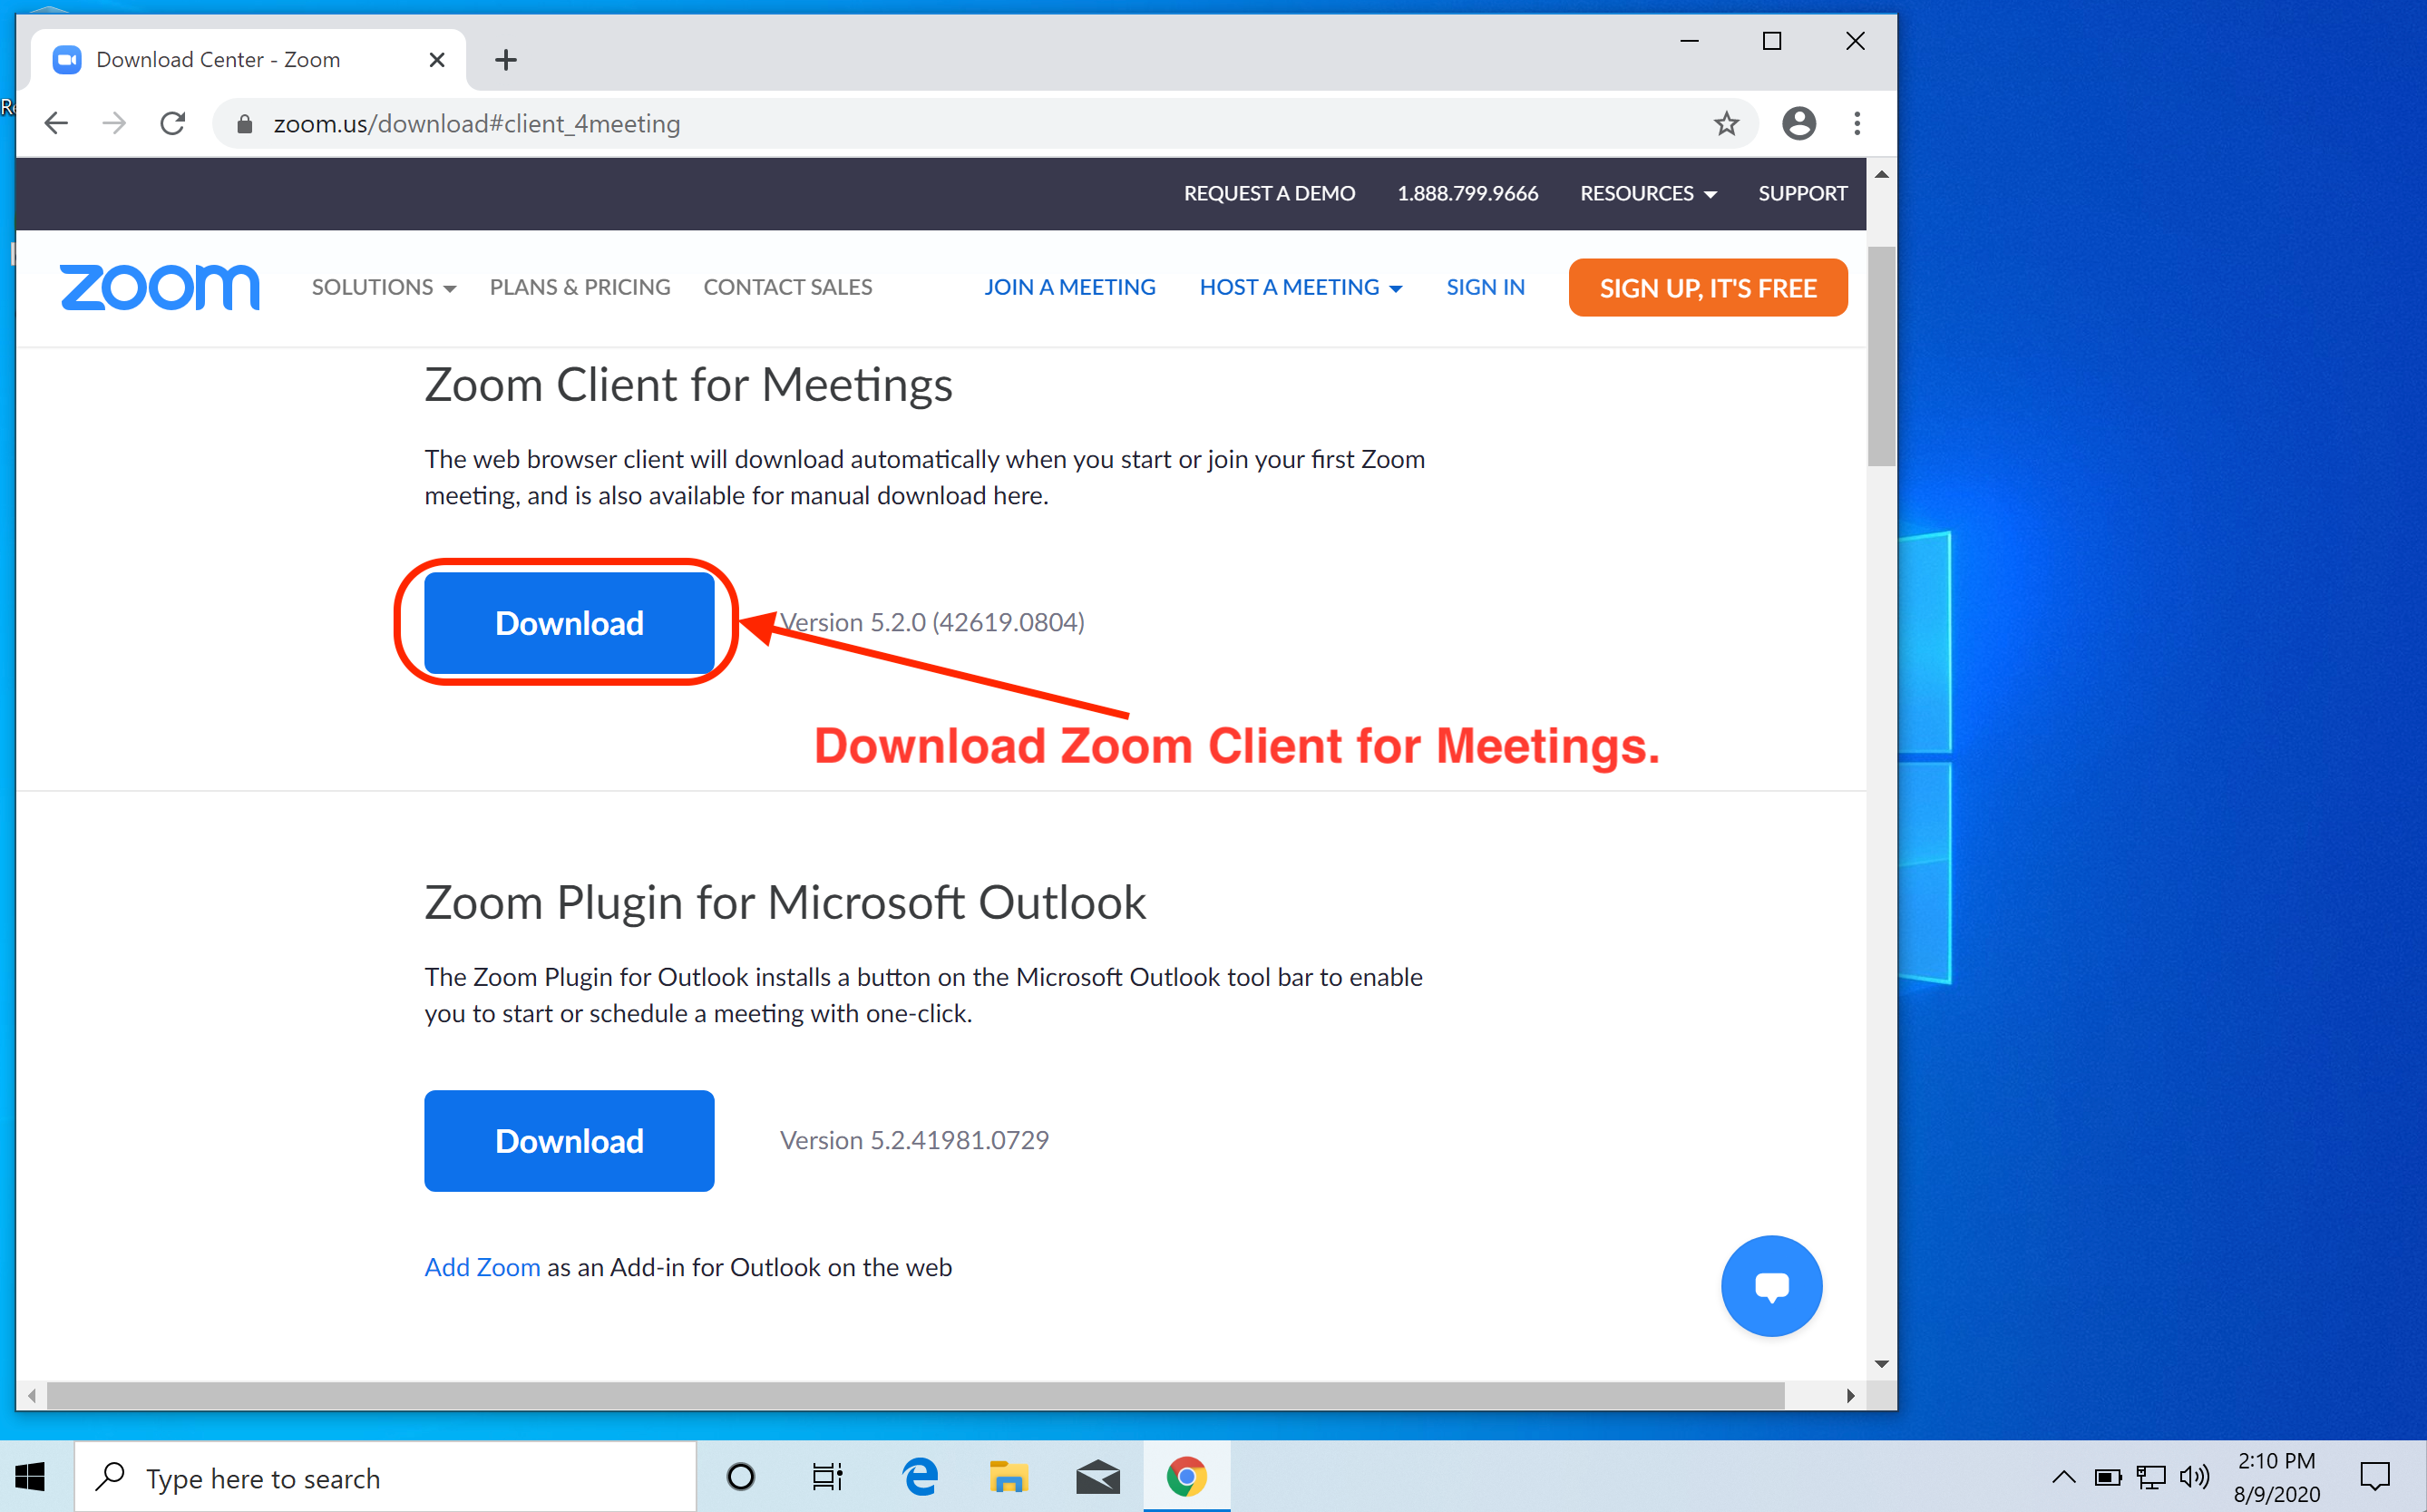 Download Center - Zoom
zoom.us/download#client_4meeting
REQUEST A DEMO 1.888.799.9666 RESOURCES SUPPORT
zoom SOLUTIONS PLANS & PRICING CONTACT SALES JOIN A MEETING HOST A MEETING SIGN IN SIGN UP, IT'S FREE
Zoom Client for Meetings
The web browser client will download automatically when you start or join your first Zoom
meeting, and is also available for manual download here.
Download Version 5.2.0 (42619.0804)
Download Zoom Client for Meetings.
Zoom Plugin for Microsoft Outlook
The Zoom Plugin for Outlook installs a button on the Microsoft Outlook tool bar to enable
you to start or schedule a meeting with one-click.
Download Version 5.2.41981.0729
Add Zoom as an Add-in for Outlook on the web
Type here to search
2:10 PM
8/9/2020